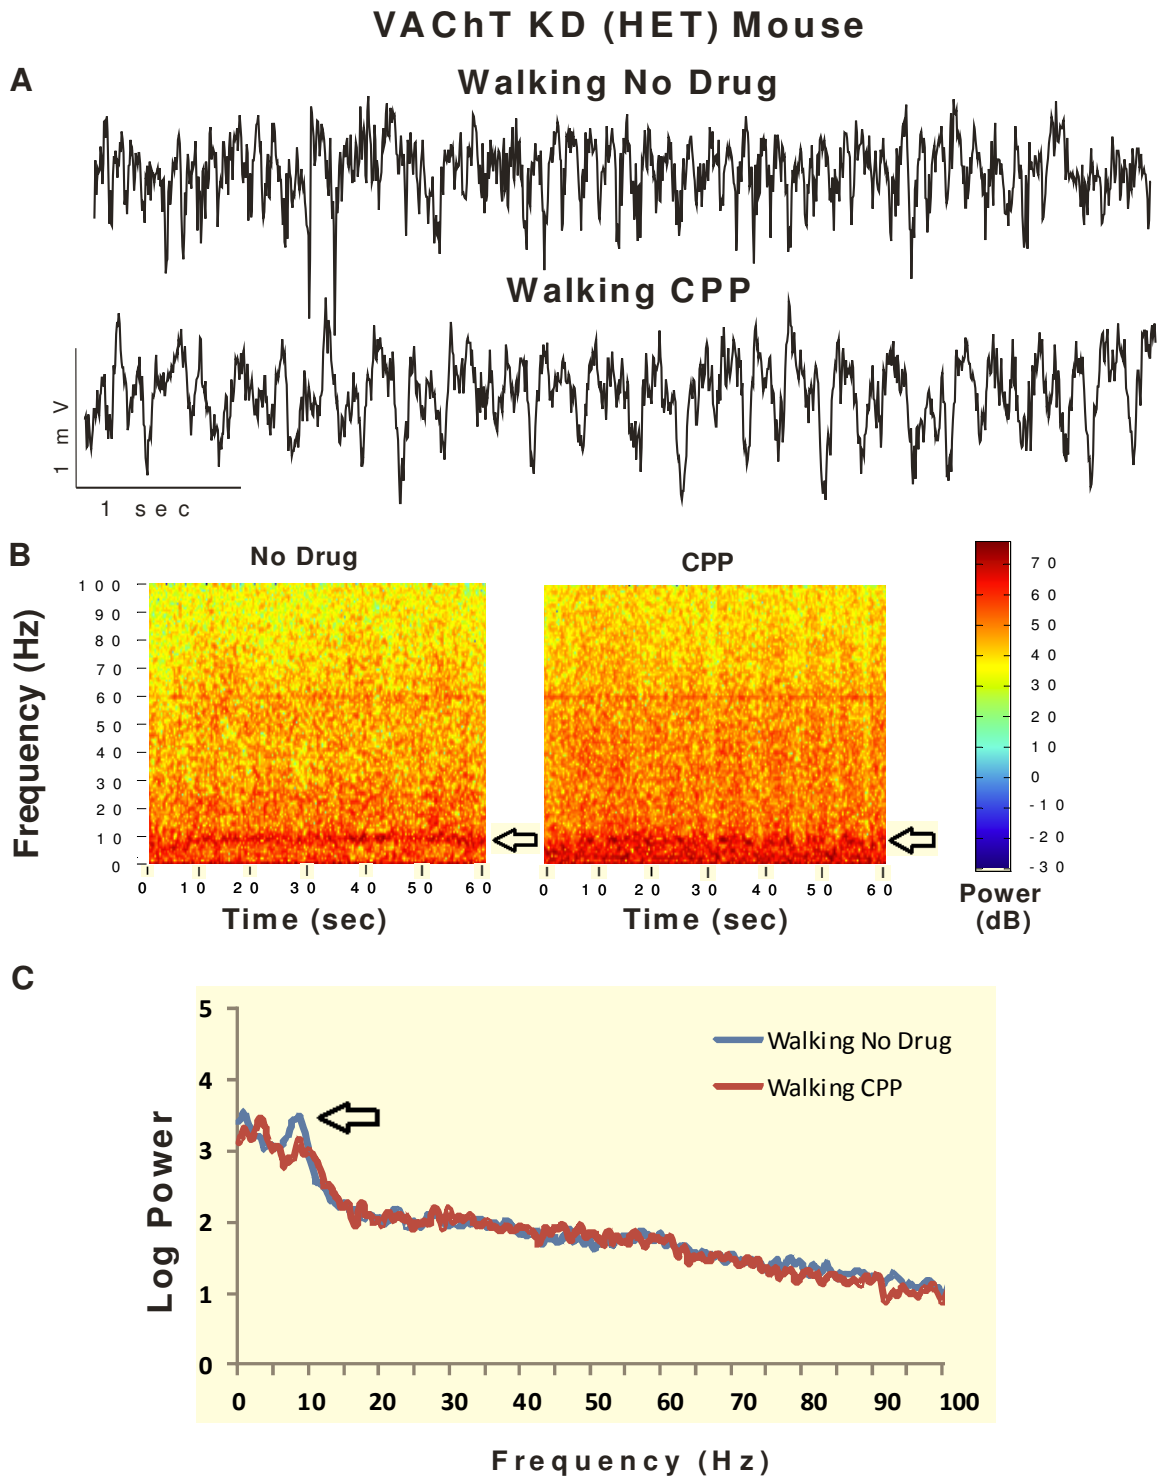 VAChT KD (HET) Mouse
A
Walking No Drug
Walking CPP
1 mV
1 sec
B
No Drug
CPP
Frequency (Hz)
100
90
80
70
60
50
40
30
20
10
0
0 10 20 30 40 50 60
Time (sec)
0 10 20 30 40 50 60
Time (sec)
70
60
50
40
30
20
10
0
-10
-20
-30
Power
(dB)
C
Log Power
5
4
3
2
1
0
Walking No Drug
Walking CPP
0 10 20 30 40 50 60 70 80 90 100
Frequency (Hz)